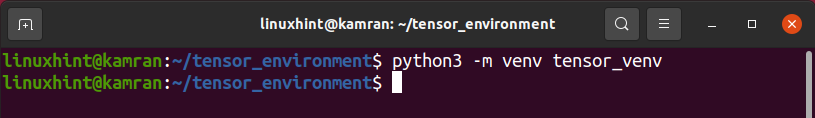 linuxhint@kamran: ~/tensor_environment
linuxhint@kamran:~/tensor_environment$ python3 -m venv tensor_venv
linuxhint@kamran:~/tensor_environment$